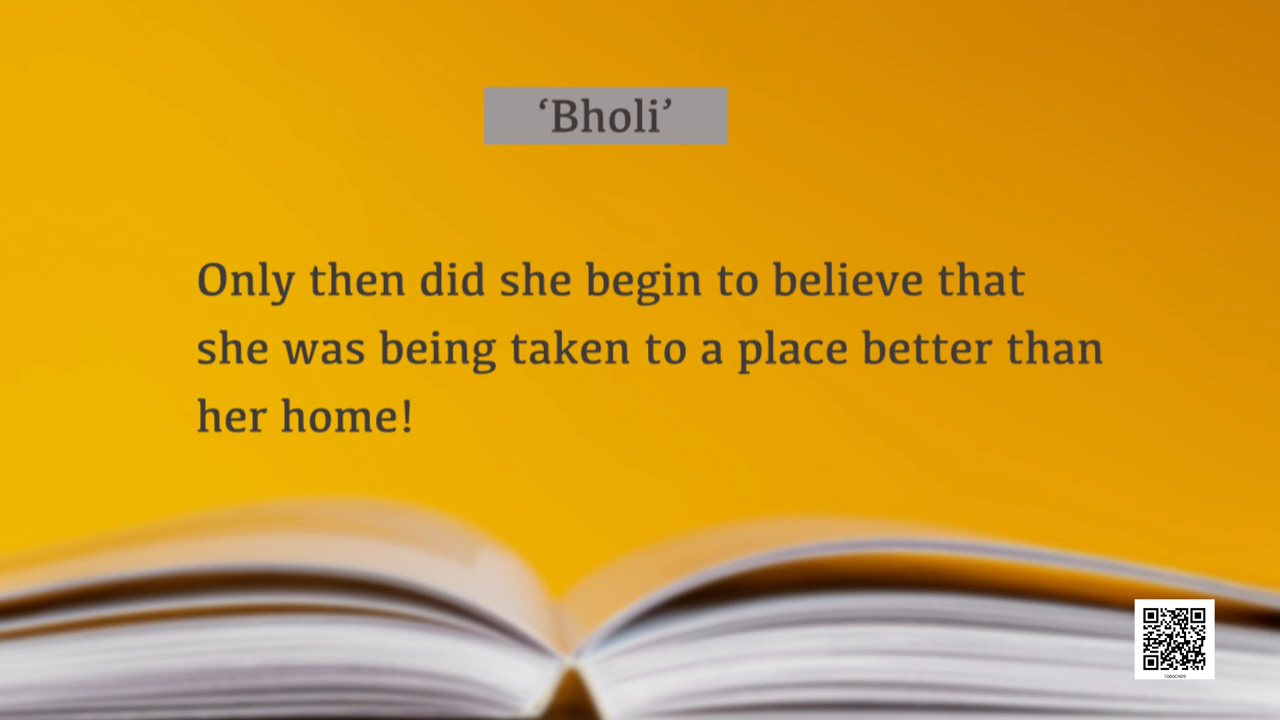 ‘Bholi’
Only then did she begin to believe that
she was being taken to a place better than
her home!